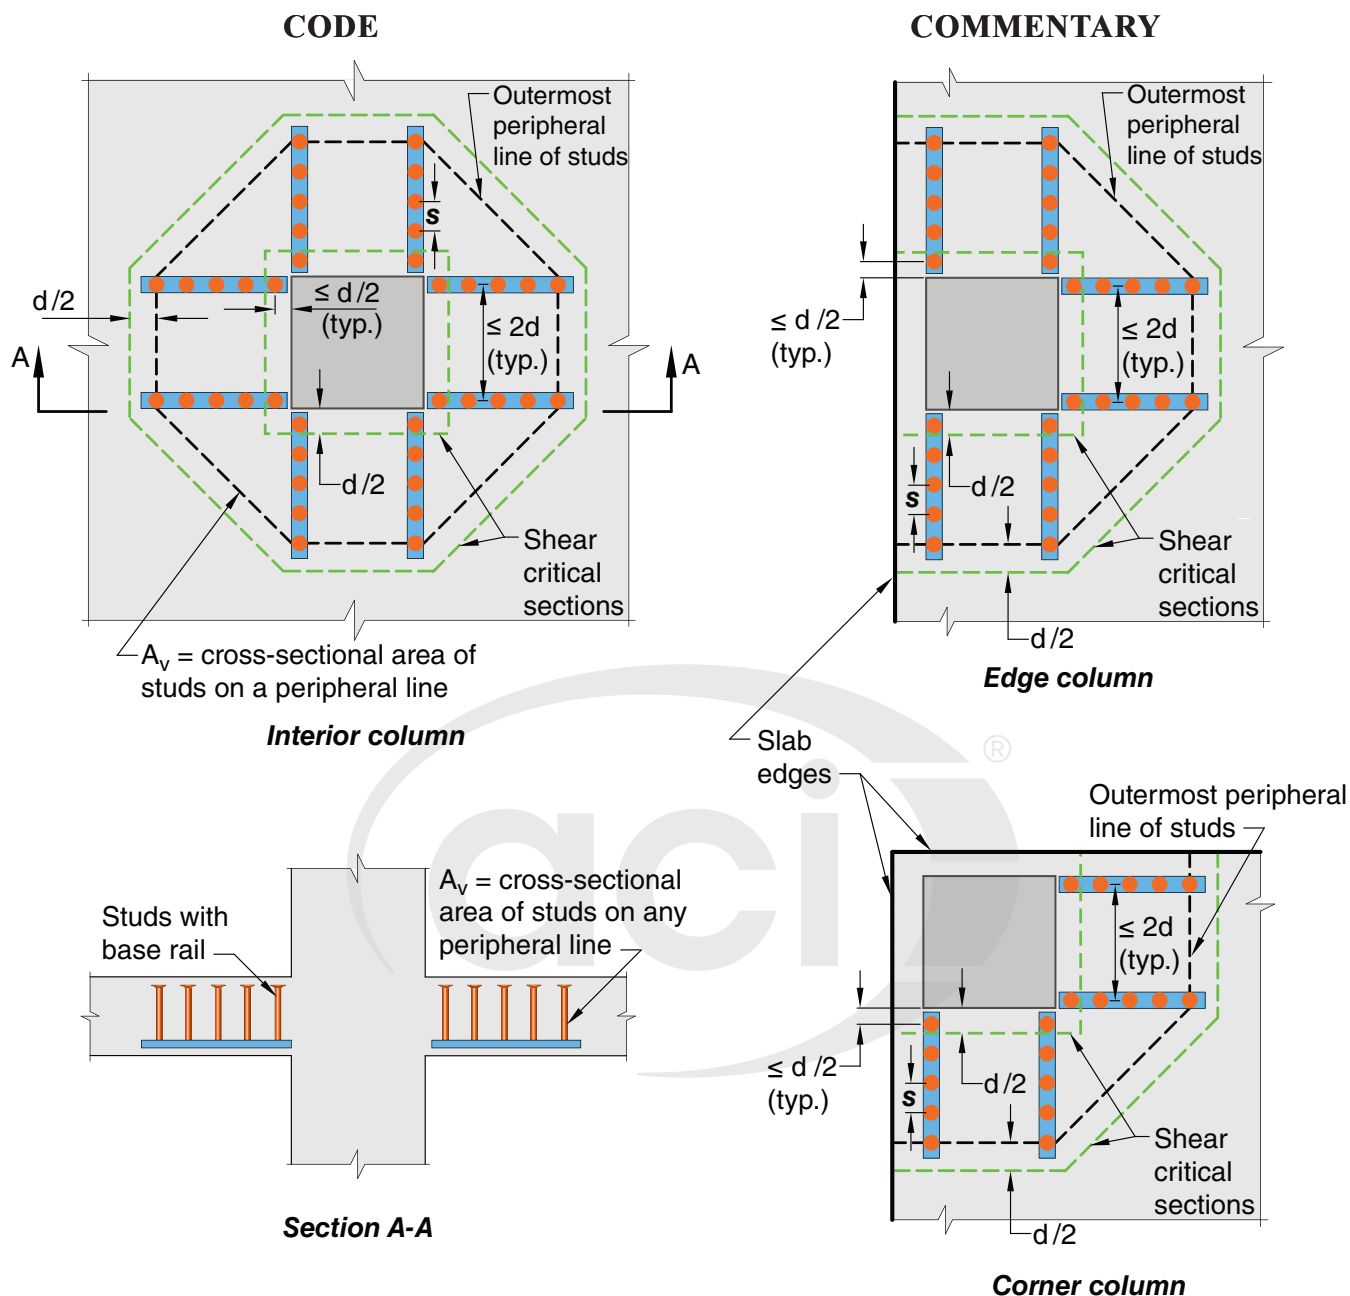 CODE
COMMENTARY
Outermost
peripheral
line of studs
s
d/2
≤ d/2
(typ.)
≤ 2d
(typ.)
A
A
d/2
Shear
critical
sections
Av = cross-sectional area of
studs on a peripheral line
Interior column
Outermost
peripheral
line of studs
≤ d/2
(typ.)
≤ 2d
(typ.)
s
d/2
Shear
critical
sections
d/2
Edge column
Slab
edges
aci
®
Studs with
base rail
Av = cross-sectional
area of studs on any
peripheral line
Section A-A
Outermost peripheral
line of studs
≤ 2d
(typ.)
≤ d/2
(typ.)
s
d/2
Shear
critical
sections
d/2
Corner column